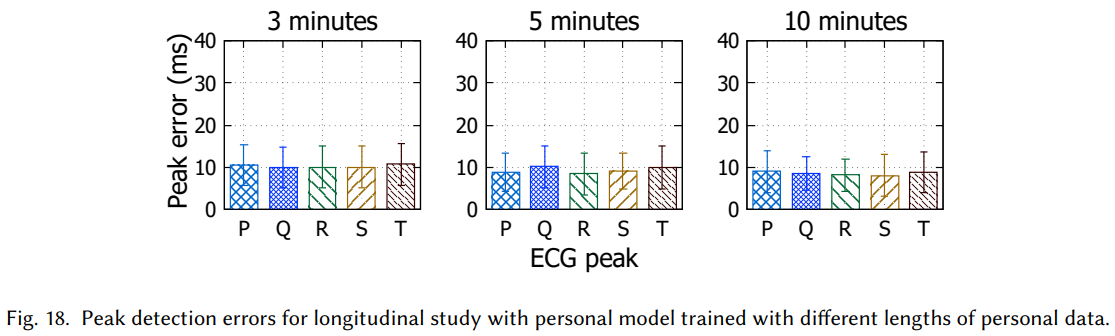 3 minutes 5 minutes 10 minutes
Peak error (ms)
40 40 40
30 30 30
20 20 20
10 10 10
0 0 0
P Q R S T P Q R S T P Q R S T
ECG peak
Fig. 18. Peak detection errors for longitudinal study with personal model trained with different lengths of personal data.